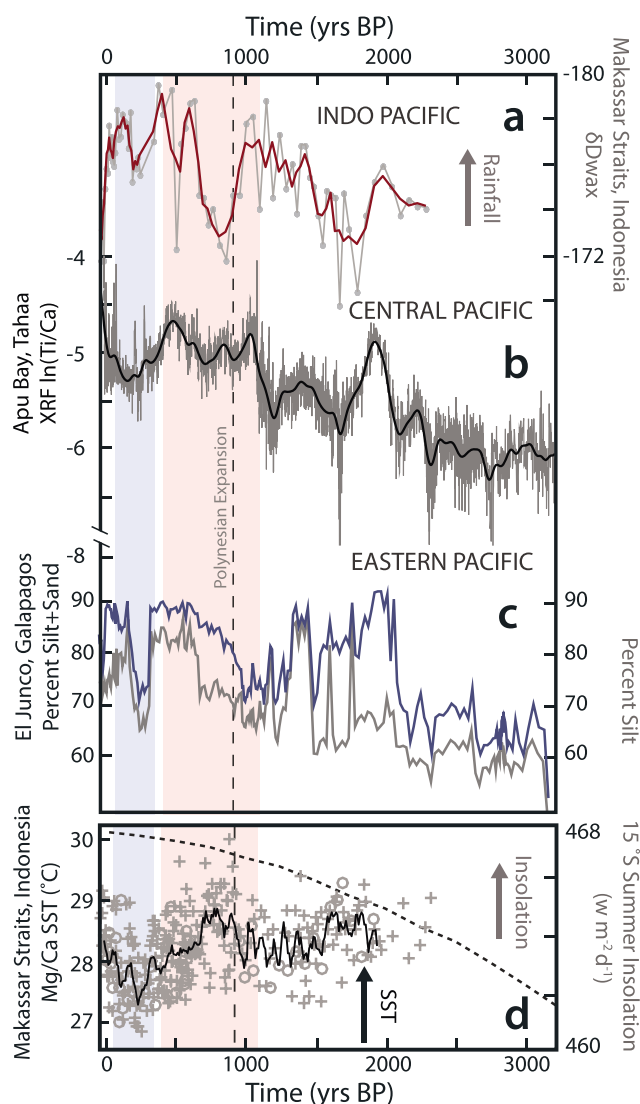 Time (yrs BP)
0 1000 2000 3000
INDO PACIFIC
a
-180
Rainfall
-172
Makassar Straits, Indonesia
δDwax
-4
CENTRAL PACIFIC
b
Apu Bay, Tahaa
XRF ln(Ti/Ca)
-5
-6
-8
Polynesian Expansion
EASTERN PACIFIC
c
El Junco, Galapagos
Percent Silt+Sand
90
80
70
60
90
80
70
60
Percent Silt
30
29
28
27
Makassar Straits, Indonesia
Mg/Ca SST (°C)
468
Insolation
SST
d
460
15 °S Summer Insolation
(w m-2 d-1)
0 1000 2000 3000
Time (yrs BP)